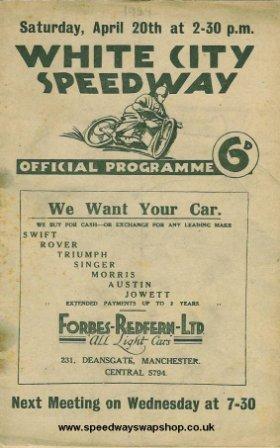 1929
Saturday, April 20th at 2-30 p.m.
WHITE CITY
SPEEDWAY
OFFICIAL PROGRAMME 6D
We Want Your Car.
WE BUY FOR CASH—OR EXCHANGE FOR ANY LEADING MAKE
SWIFT
ROVER
TRIUMPH
SINGER
MORRIS
AUSTIN
JOWETT
" EXTENDED PAYMENTS UP TO 2 YEARS "
FORBES-REDFERN-LTD
All Light Cars
231, DEANSGATE, MANCHESTER.
CENTRAL 5794.
Next Meeting on Wednesday at 7-30
www.speedwayswapshop.co.uk